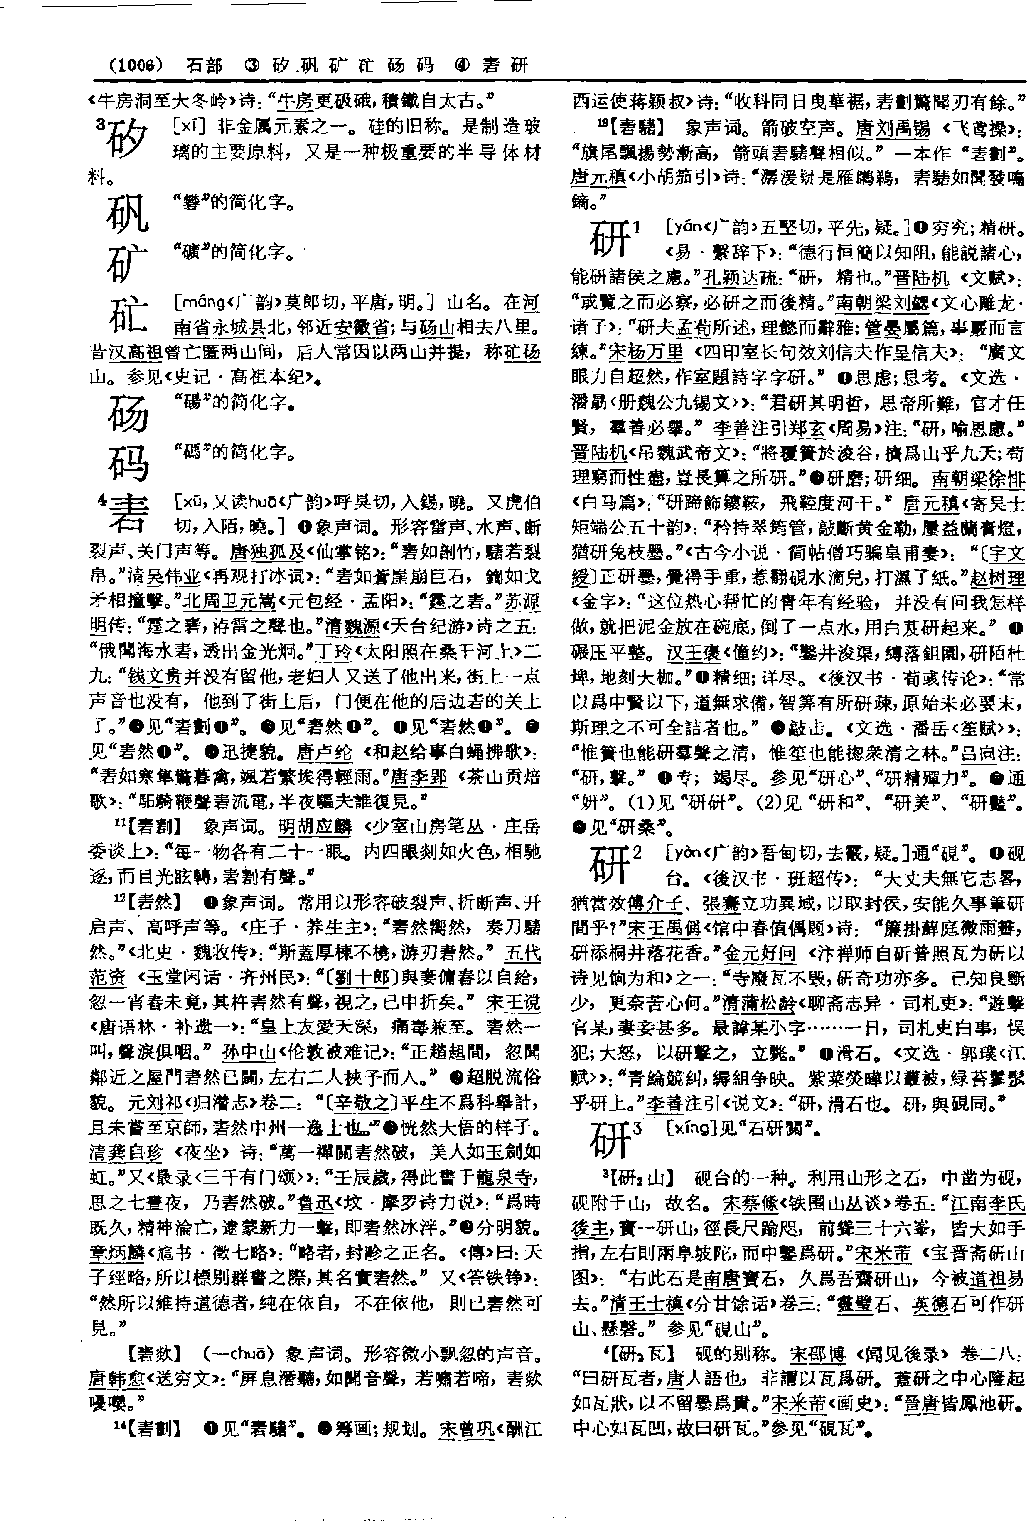 (1006) 石部 ③ 矽 矾 矿 硭 砀 码 ④ 砉 研
《牛房洞至大冬岭》诗：“牛房更破硪，積鐵自太古。”
3矽 [xī] 非金属元素之一。硅的旧称。是制造玻
璃的主要原料，又是一种极重要的半导体材
料。
矾 “礬”的简化字。
矿 “礦”的简化字。
[máng《广韵》莫郎切，平唐，明。] 山名。在河
南省永城县北，邻近安徽省；与砀山相去八里。
昔汉高祖曾亡匿两山间，后人常因以两山并提，称
山。参见《史记·高祖本纪》。
砀 “碭”的简化字。
码 “碼”的简化字。
4砉 [xū，又读huā《广韵》呼狊切，入錫，曉。又虎伯
切，入陌，曉。] ❶象声词。形容雷声、水声、断
裂声、关门声等。唐独孤及《仙掌铭》：“砉如剖竹，騞若裂
帛。”清吴伟业《再观打冰词》：“砉如蒼崖崩巨石，鏦如戈
矛相撞擊。”北周卫元嵩《元包经·孟阳》：“霆之砉。”苏源
明传：“霆之砉，洊雷之聲也。”清魏源《天台纪游》诗之五：
“俄聞海水砉，透出金光炯。”丁玲《太阳照在桑干河上》二
九：“钱文贵并没有留他，老妇人又送了他出来，街上一点
声音也没有，他到了街上后，门便在他的后边砉的关上
了。”❷见“砉劃❶”。❸见“砉然❶”。❹见“砉然❸”。❺
见“砉然❹”。❻迅捷貌。唐卢纶《和赵给事白蝇拂歌》：
“砉如寒隼驚暮禽，颯若繁埃得輕雨。”唐李郢《茶山贡焙
歌》：“馹騎鞭聲砉流電，半夜驅夫誰復見。”
11【砉割】 象声词。明胡应麟《少室山房笔丛·庄岳
委谈上》：“每一物各有二十一眼。内四眼剡如火色，相馳
逐，而目光眩轉，砉割有聲。”
12【砉然】 ❶象声词。常用以形容破裂声、折断声、开
启声、高呼声等。《庄子·养生主》：“砉然嚮然，奏刀騞
然。”《北史·魏收传》：“斯蓋厚棟不橈，游刃砉然。”五代
范资《玉堂闲话·齐州民》：“〔劉十郎〕與妻傭舂以自給，
忽一宵舂未竟，其杵砉然有聲，視之，已中折矣。”宋王谠
《唐语林·补遗一》：“皇上友愛天深，痛毒兼至。砉然一
叫，聲淚俱咽。”孙中山《伦敦被难记》：“正趑趄間，忽聞
鄰近之屋門砉然已闢，左右二人挾予而入。”❷超脱流俗
貌。元刘祁《归潜志》卷二：“〔辛敬之〕平生不爲科舉計，
且未嘗至京師，砉然中州一逸士也。”❸恍然大悟的样子。
清龚自珍《夜坐》诗：“萬一禪關砉然破，美人如玉劍如
虹。”又《最录〈三千有门颂〉》：“壬辰歲，得此書于龍泉寺，
思之七晝夜，乃砉然破。”鲁迅《坟·摩罗诗力说》：“爲時
既久，精神淪亡，逮蒙新力一擊，即砉然冰泮。”❹分明貌。
章炳麟《訄书·徵七略》：“略者，封畛之正名。《傳》曰：天
子經略，所以標别群書之際，其名實砉然。”又《答铁铮》：
“然所以維持道德者，純在依自，不在依他，則已砉然可
見。”
【砉欻】 （—chuā）象声词。形容微小飘忽的声音。
唐韩愈《送穷文》：“屏息潛聽，如聞音聲，若嘯若啼，砉欻
嚘嚶。”
14【砉劃】 ❶见“砉騞”。❷筹画；规划。宋曾巩《酬江
西运使蒋颖叔》诗：“收科同日曳華裾，砉劃驚聞刃有餘。”
19【砉騞】 象声词。箭破空声。唐刘禹锡《飞鸢操》：
“旗尾飄揚勢漸高，箭頭砉騞聲相似。”一本作“砉劃”。
唐元稹《小胡笳引》诗：“潺湲疑是雁鸊鵜，砉騞如聞發鳴
鏑。”
研1 [yán《广韵》五堅切，平先，疑。]❶穷究；精研。
《易·繫辞下》：“德行恒簡以知阻，能說諸心，
能研諸侯之慮。”孔颖达疏：“研，精也。”晋陆机《文赋》：
“或覽之而必察，必研之而後精。”南朝梁刘勰《文心雕龙·
诸子》：“研夫孟荀所述，理懿而辭雅；管晏屬篇，事覈而言
練。”宋杨万里《四印室长句效刘信夫作呈信夫》：“廣文
眼力自超然，作室題詩字字研。”❷思虑；思考。《文选·
潘勗〈册魏公九锡文〉》：“君研其明哲，思帝所難，官才任
賢，羣善必舉。”李善注引郑玄《周易》注：“研，喻思慮。”
晋陆机《吊魏武帝文》：“將覆簣於浚谷，擠爲山乎九天；苟
理窮而性盡，豈長算之所研。”❸研磨；研细。南朝梁徐悱
《白马篇》：“研蹄飾鏤鞍，飛鞚度河干。”唐元稹《寄吴士
矩端公五十韵》：“矜持翠筠管，敲斷黄金勒，屢益蘭膏燈，
猶研兔枝墨。”《古今小说·简帖僧巧骗皇甫妻》：“〔宇文
綬〕正研墨，覺得手重，惹翻硯水滴兒，打濕了紙。”赵树理
《金字》：“这位热心帮忙的青年有经验，并没有问我怎样
做，就把泥金放在碗底，倒了一点水，用白芨研起来。”❹
碾压平整。汉王褒《僮约》：“鑿井浚渠，縛落鉏園，研陌杜
埤，地刻大枷。”❺精细；详尽。《後汉书·荀彧传论》：“常
以爲中賢以下，道無求備，智筭有所研疎，原始未必要末，
斯理之不可全詰者也。”❻敲击。《文选·潘岳〈笙赋〉》：
“惟簧也能研羣聲之清，惟笙也能揔衆清之林。”吕向注：
“研，擊。”❼专；竭尽。参见“研心”、“研精殫力”。❽通
“妍”。(1)见“研研”。(2)见“研和”、“研美”、“研豔”。
❾见“研桑”。
研2 [yàn《广韵》吾甸切，去霰，疑。]通“硯”。❶砚
台。《後汉书·班超传》：“大丈夫無它志畧，
猶當效傅介子、張騫立功異域，以取封侯，安能久事筆研
間乎？”宋王禹偁《馆中春值偶题》诗：“簾掛蘚庭微雨聲，
研添桐井落花香。”金元好问《汴禅师自斫普照瓦为研以
诗见饷为和》之一：“寺廢瓦不毁，研奇功亦多。已知良斲
少，更柰苦心何。”清蒲松龄《聊斋志异·司札吏》：“遊擊
官某，妻妾甚多。最諱某小字……一日，司札吏白事，悮
犯；大怒，以研擊之，立斃。”❷滑石。《文选·郭璞〈江
赋〉》：“青綸競糾，縟組争映。紫菜熒曄以叢被，緑苔鬖髿
乎研上。”李善注引《说文》：“研，滑石也。研，與硯同。”
研3 [xíng]见“石研關”。
3【研2山】 砚台的一种。利用山形之石，中凿为砚，
砚附于山，故名。宋蔡絛《铁围山丛谈》卷五：“江南李氏
後主，寶一研山，徑長尺踰咫，前聳三十六峯，皆大如手
指，左右則兩阜坡陀，而中鑿爲研。”宋米芾《宝晋斋研山
图》：“右此石是南唐寶石，久爲吾齋研山，今被道祖易
去。”清王士禛《分甘馀话》卷三：“靈璧石、英德石可作研
山、懸磬。”参见“硯山”。
4【研2瓦】 砚的别称。宋邵博《闻见後录》卷二八：
“曰研瓦者，唐人語也，非謂以瓦爲研。蓋研之中心隆起
如瓦狀，以不留墨爲貴。”宋米芾《画史》：“晉唐皆鳳池研。
中心如瓦凹，故曰研瓦。”参见“硯瓦”。